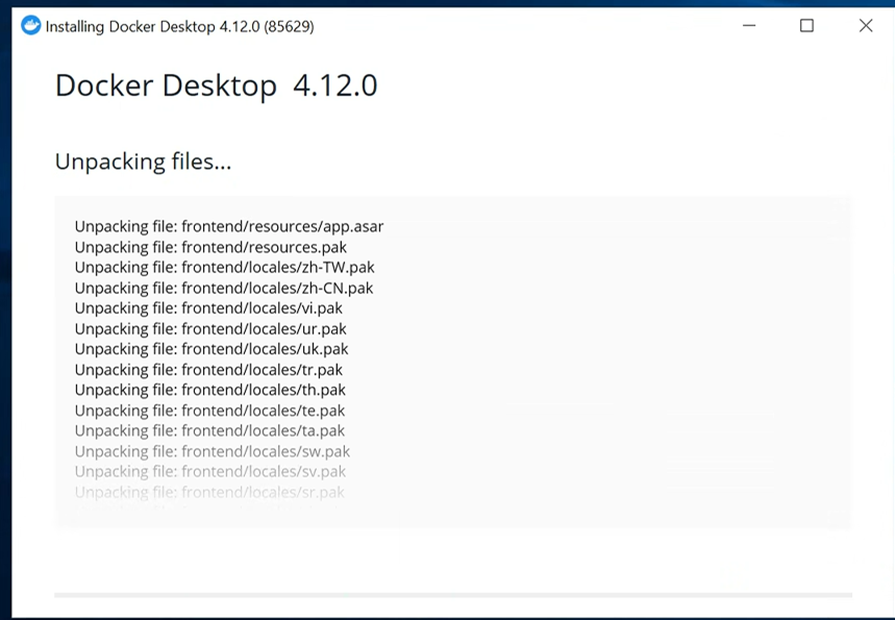 Installing Docker Desktop 4.12.0 (85629)
Docker Desktop 4.12.0
Unpacking files...
Unpacking file: frontend/resources/app.asar
Unpacking file: frontend/resources.pak
Unpacking file: frontend/locales/zh-TW.pak
Unpacking file: frontend/locales/zh-CN.pak
Unpacking file: frontend/locales/vi.pak
Unpacking file: frontend/locales/ur.pak
Unpacking file: frontend/locales/uk.pak
Unpacking file: frontend/locales/tr.pak
Unpacking file: frontend/locales/th.pak
Unpacking file: frontend/locales/te.pak
Unpacking file: frontend/locales/ta.pak
Unpacking file: frontend/locales/sw.pak
Unpacking file: frontend/locales/sv.pak
Unpacking file: frontend/locales/sr.pak